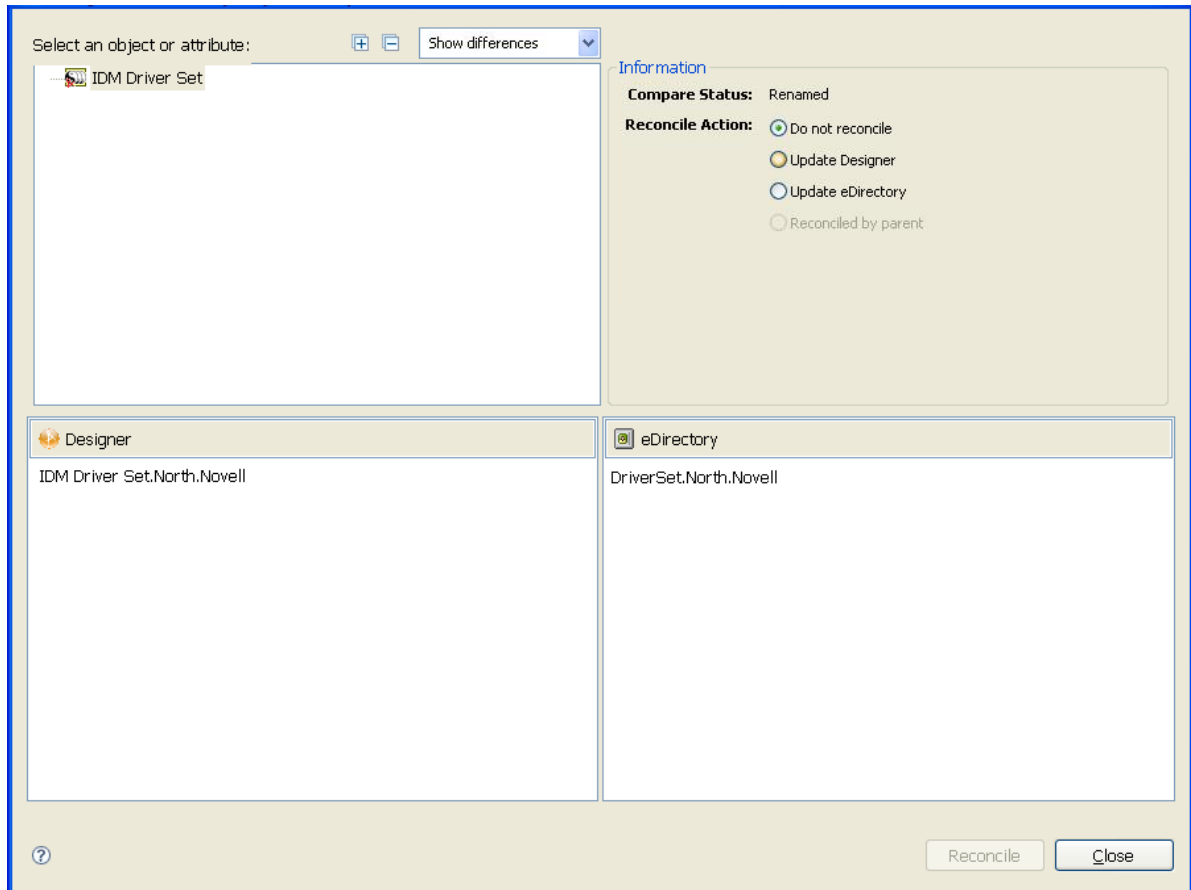 Select an object or attribute:
Show differences
IDM Driver Set
Information
Compare Status: Renamed
Reconcile Action: Do not reconcile
Update Designer
Update eDirectory
Reconciled by parent
Designer
IDM Driver Set.North.Novell
eDirectory
DriverSet.North.Novell
?
Reconcile
Close